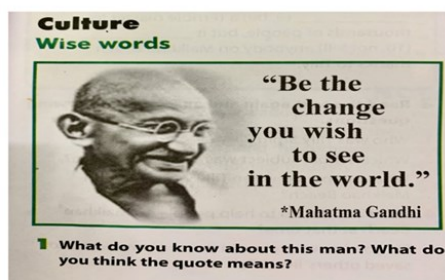 Culture
Wise words
“Be the
change
you wish
to see
in the world.”
*Mahatma Gandhi
1 What do you know about this man? What do
you think the quote means?